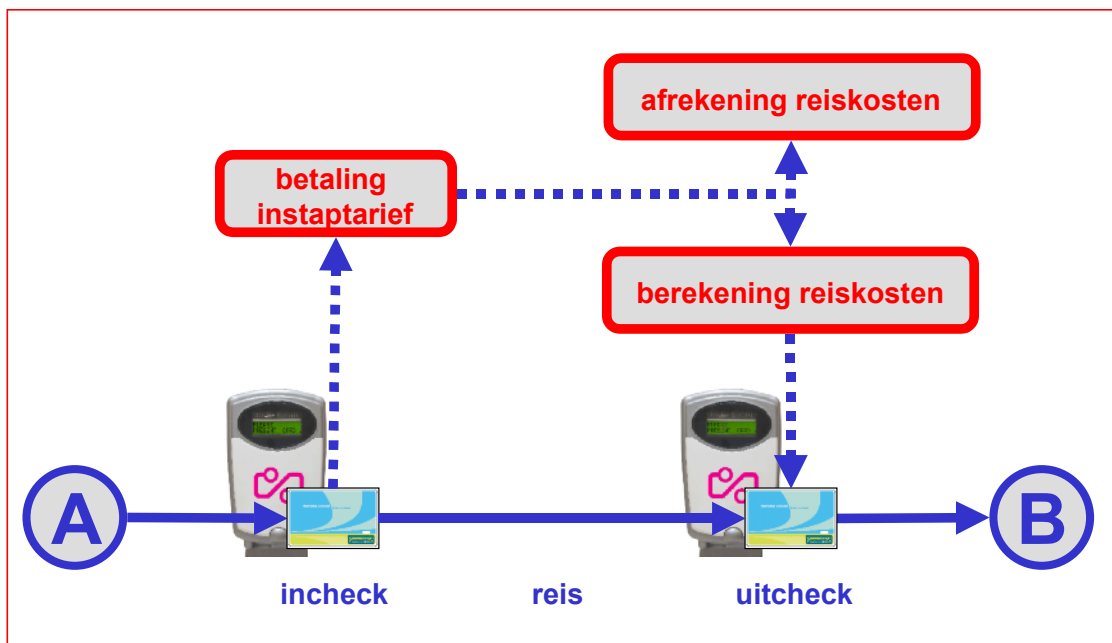 afrekening reiskosten
betaling
instaptarief
berekening reiskosten
A
B
incheck
reis
uitcheck